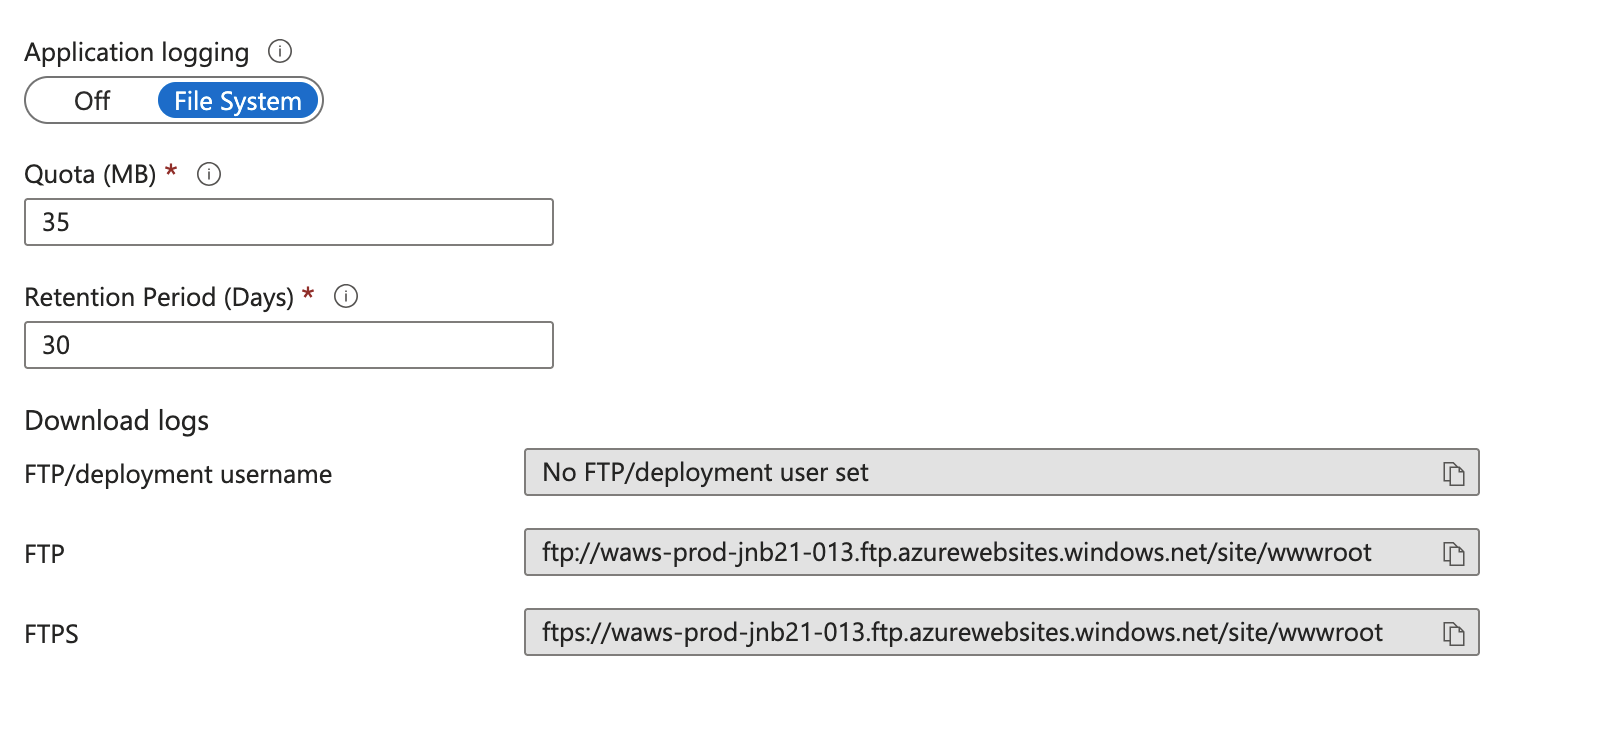 Application logging
Off File System
Quota (MB) *
35
Retention Period (Days) *
30
Download logs
FTP/deployment username No FTP/deployment user set
FTP ftp://waws-prod-jnb21-013.ftp.azurewebsites.windows.net/site/wwwroot
FTPS ftps://waws-prod-jnb21-013.ftp.azurewebsites.windows.net/site/wwwroot